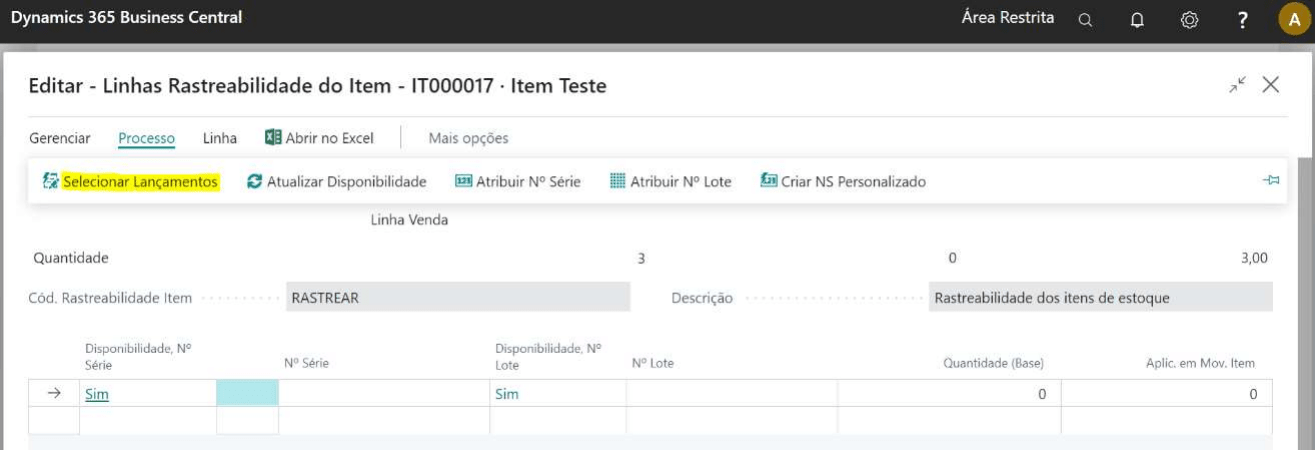 Dynamics 365 Business Central Área Restrita ? A
Editar - Linhas Rastreabilidade do Item - IT000017 · Item Teste
Gerenciar Processo Linha Abrir no Excel Mais opções
Selecionar Lançamentos Atualizar Disponibilidade Atribuir Nº Série Atribuir Nº Lote Criar NS Personalizado
Linha Venda
Quantidade 3 0 3,00
Cód. Rastreabilidade Item RASTREAR Descrição Rastreabilidade dos itens de estoque
Disponibilidade, Nº Série Nº Série Disponibilidade, Nº Lote Nº Lote Quantidade (Base) Aplic. em Mov. Item
Sim Sim 0 0